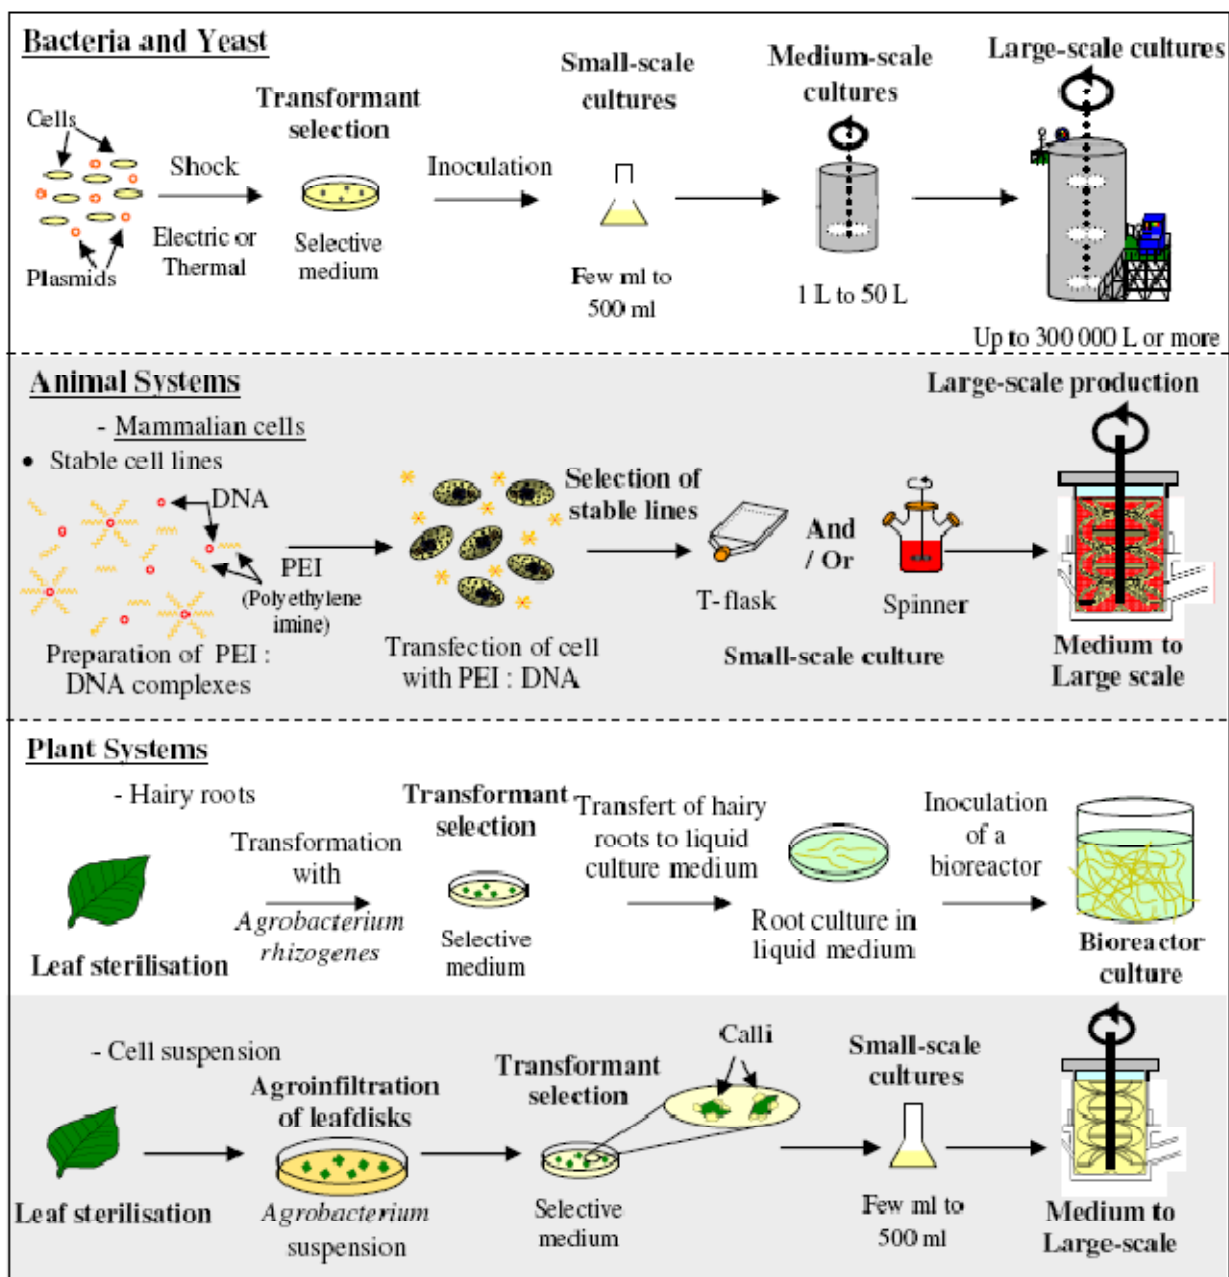 Bacteria and Yeast
Cells
Plasmids
Shock
Electric or
Thermal
Transformant
selection
Selective
medium
Inoculation
Small-scale
cultures
Few ml to
500 ml
Medium-scale
cultures
1 L to 50 L
Large-scale cultures
Up to 300 000 L or more
Animal Systems
- Mammalian cells
• Stable cell lines
DNA
PEI
(Polyethylene
imine)
Preparation of PEI :
DNA complexes
Transfection of cell
with PEI : DNA
Selection of
stable lines
T-flask
And
/ Or
Spinner
Small-scale culture
Large-scale production
Medium to
Large scale
Plant Systems
- Hairy roots
Leaf sterilisation
Transformation
with
Agrobacterium
rhizogenes
Transformant
selection
Selective
medium
Transfert of hairy
roots to liquid
culture medium
Root culture in
liquid medium
Inoculation
of a
bioreactor
Bioreactor
culture
- Cell suspension
Leaf sterilisation
Agroinfiltration
of leafdisks
Agrobacterium
suspension
Transformant
selection
Selective
medium
Calli
Small-scale
cultures
Few ml to
500 ml
Medium to
Large-scale